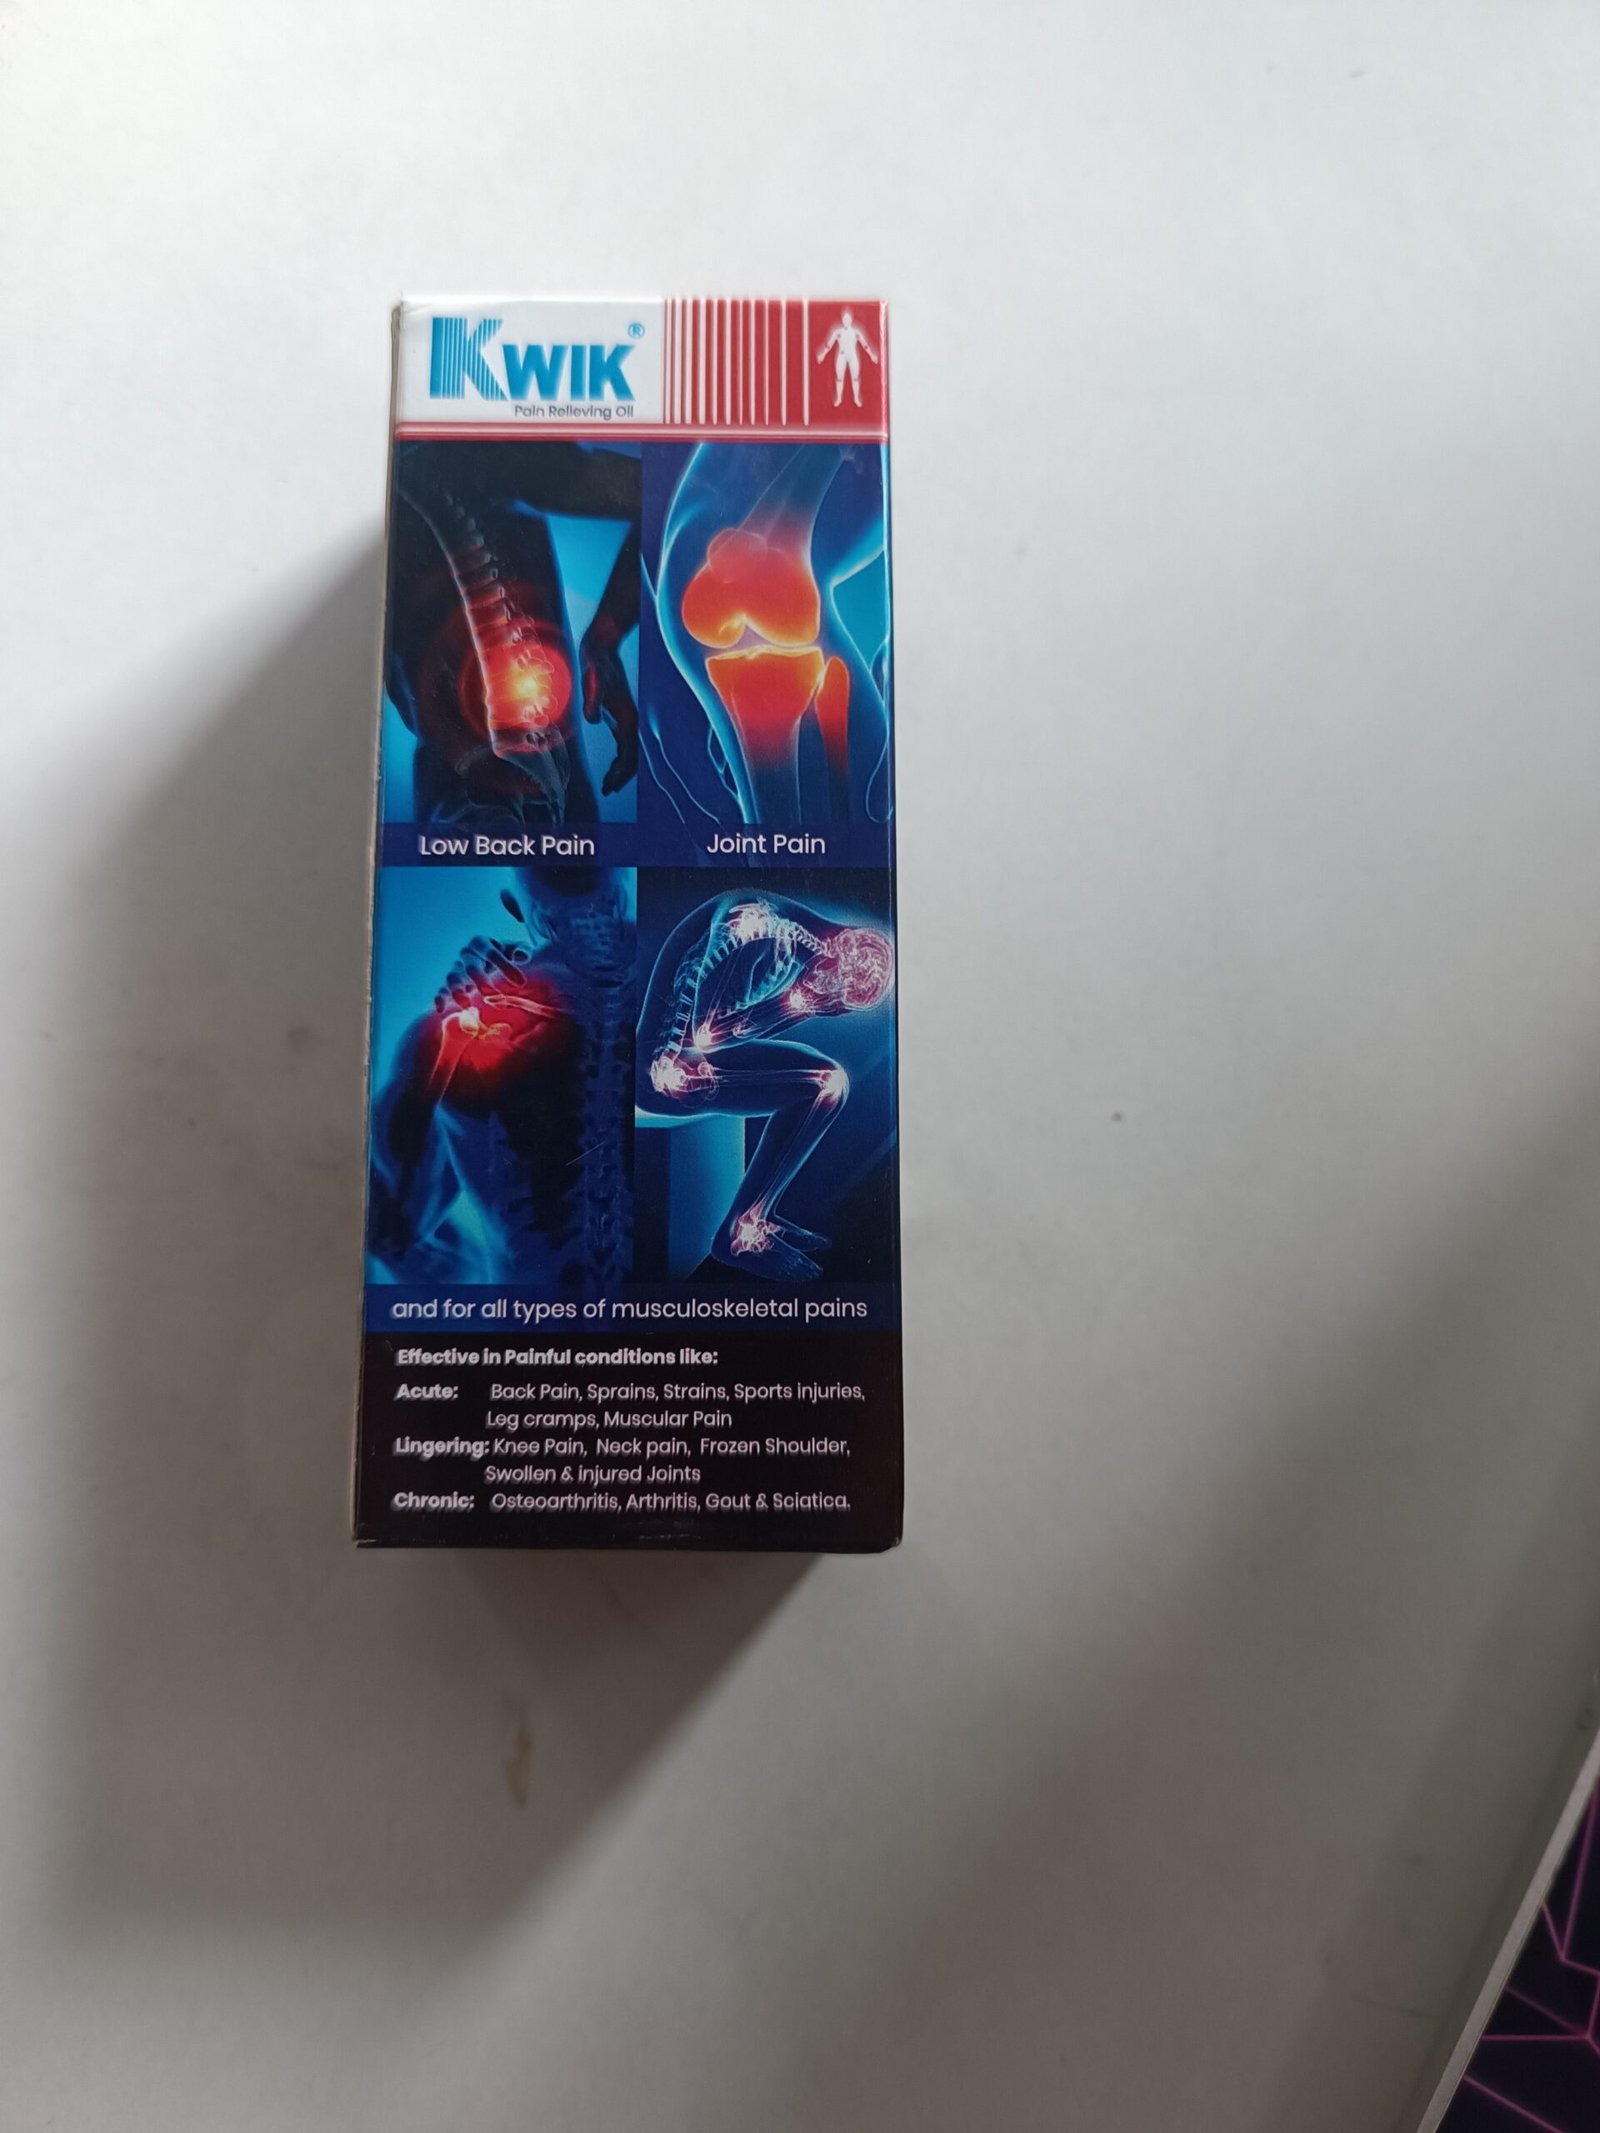 KWIK®
Pain Relieving Oil
Low Back Pain
Joint Pain
and for all types of musculoskeletal pains
Effective in Painful conditions like:
Acute: Back Pain, Sprains, Strains, Sports injuries,
Leg cramps, Muscular Pain
Lingering: Knee Pain, Neck pain, Frozen Shoulder,
Swollen & injured Joints
Chronic: Osteoarthritis, Arthritis, Gout & Sciatica.